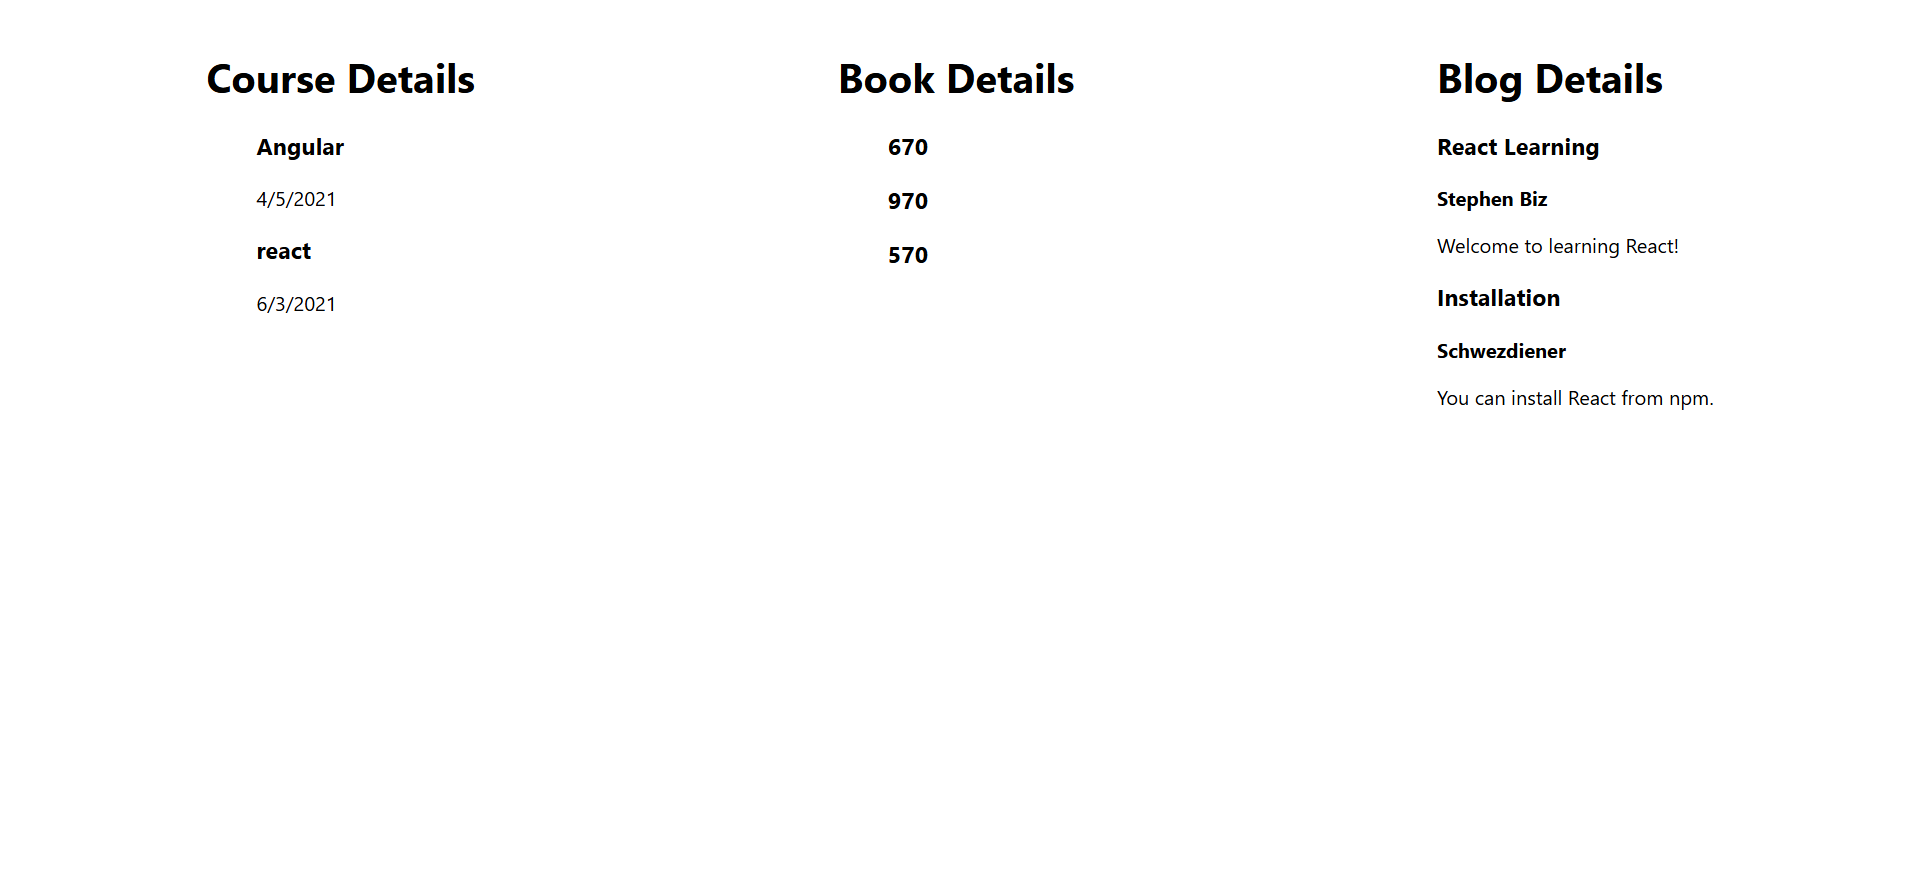 Course Details
Angular
4/5/2021
react
6/3/2021
Book Details
670
970
570
Blog Details
React Learning
Stephen Biz
Welcome to learning React!
Installation
Schwezdiener
You can install React from npm.